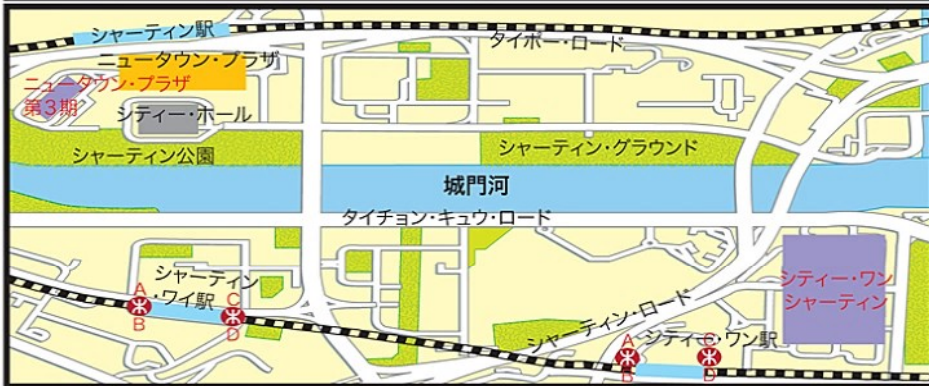 シャーティン駅
タイポー・ロード
ニュータウン・プラザ
ニュータウン・プラザ
第3期
シティー・ホール
シャーティン公園
シャーティン・グラウンド
城門河
タイチョン・キュウ・ロード
シャーティン
・ワイ駅
A
B
C
D
シティー・ワン
シャーティン
シャーティン・ロード
シティー・ワン駅
A
B
C
D